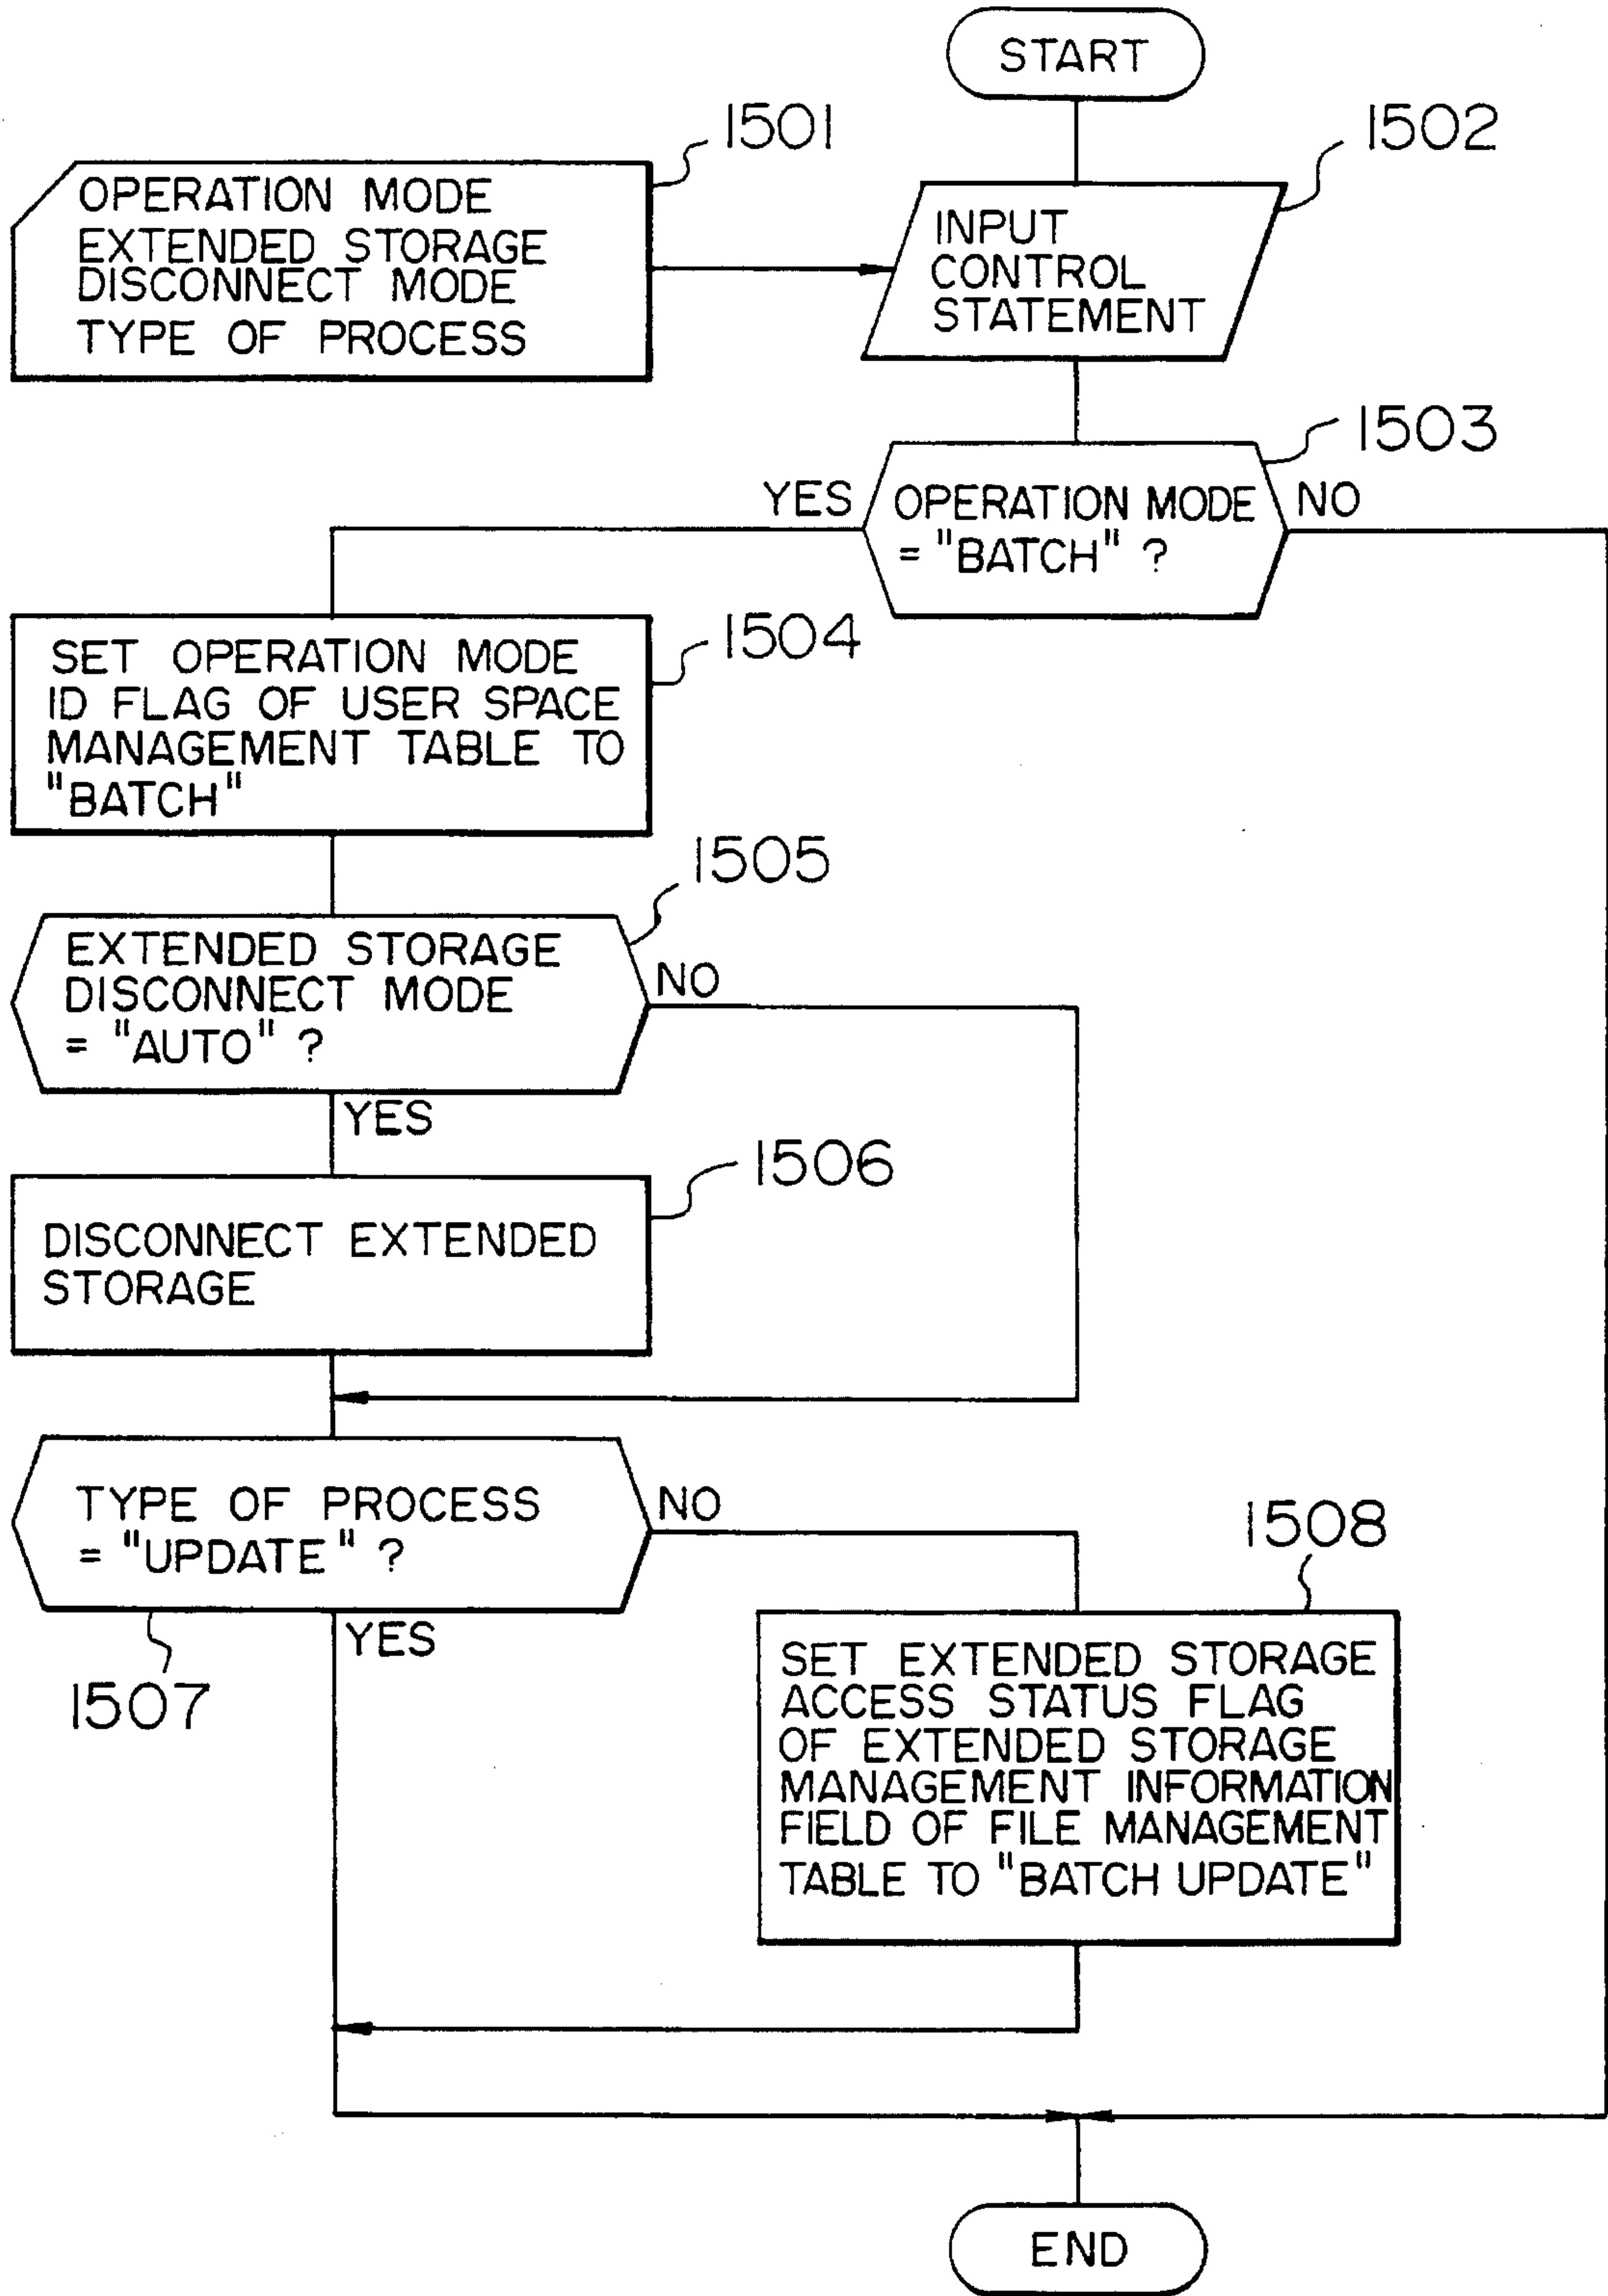 START
1501
1502
OPERATION MODE
EXTENDED STORAGE
DISCONNECT MODE
TYPE OF PROCESS
INPUT
CONTROL
STATEMENT
1503
YES
OPERATION MODE
= "BATCH" ?
NO
1504
SET OPERATION MODE
ID FLAG OF USER SPACE
MANAGEMENT TABLE TO
"BATCH"
1505
EXTENDED STORAGE
DISCONNECT MODE
= "AUTO" ?
NO
YES
1506
DISCONNECT EXTENDED
STORAGE
TYPE OF PROCESS
= "UPDATE" ?
NO
1508
YES
1507
SET EXTENDED STORAGE
ACCESS STATUS FLAG
OF EXTENDED STORAGE
MANAGEMENT INFORMATION
FIELD OF FILE MANAGEMENT
TABLE TO "BATCH UPDATE"
END